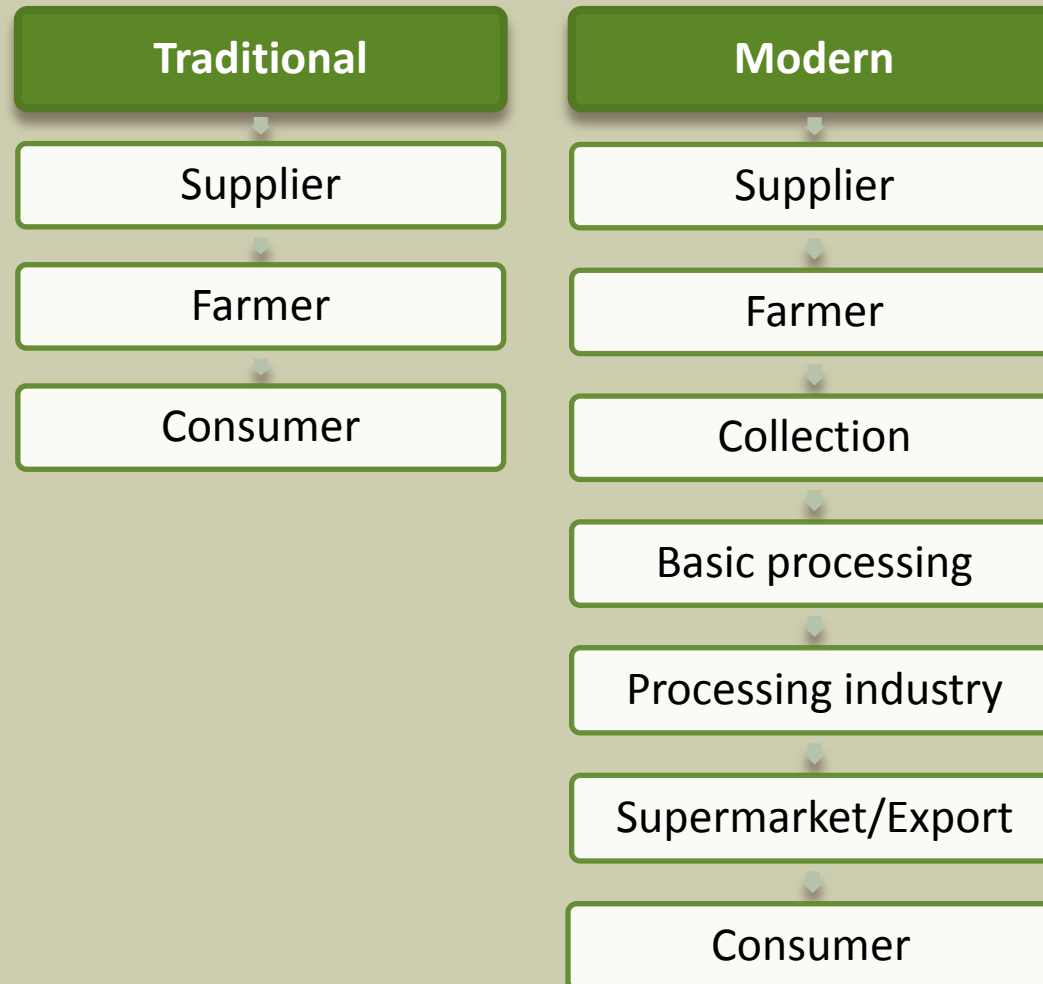 Traditional
Supplier
Farmer
Consumer
Modern
Supplier
Farmer
Collection
Basic processing
Processing industry
Supermarket/Export
Consumer